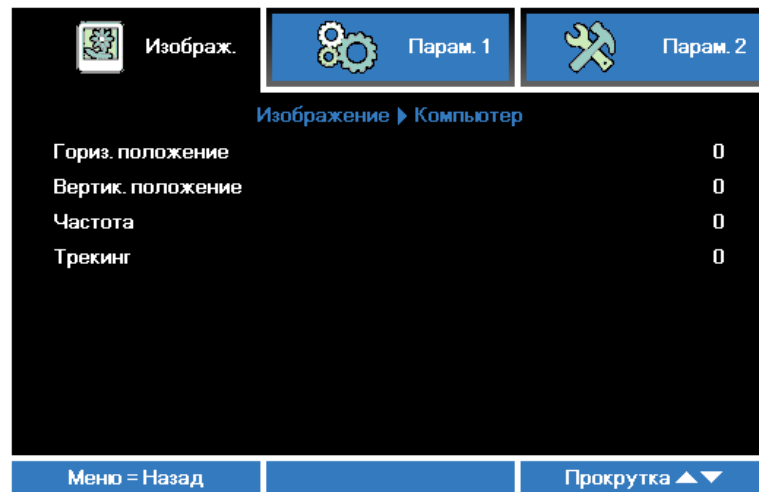 Изображ. Парам. 1 Парам. 2
Изображение ▶ Компьютер
Гориз. положение 0
Вертик. положение 0
Частота 0
Трекинг 0
Меню = Назад Прокрутка ▲▼